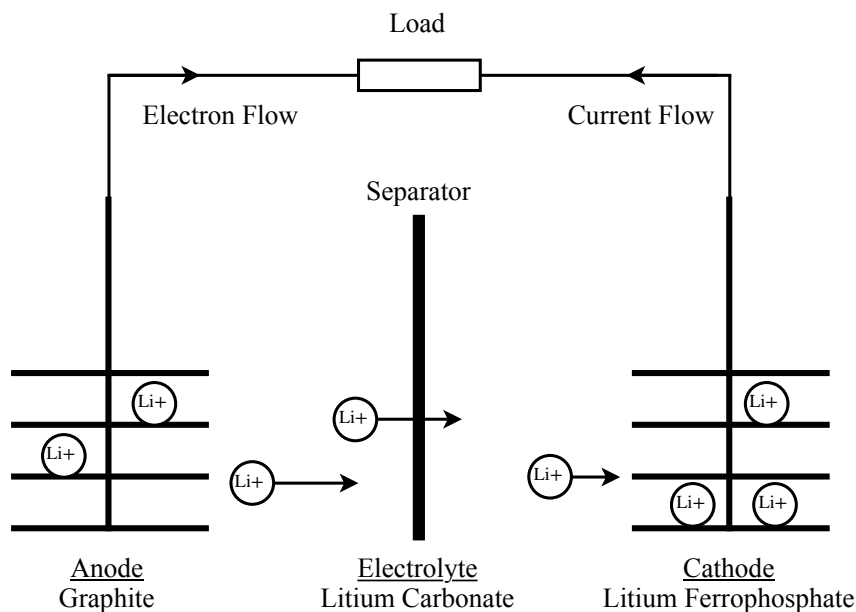 Load
Electron Flow
Current Flow
Separator
Li+
Li+
Li+
Li+
Li+
Li+
Li+
Li+
Anode
Graphite
Electrolyte
Litium Carbonate
Cathode
Litium Ferrophosphate